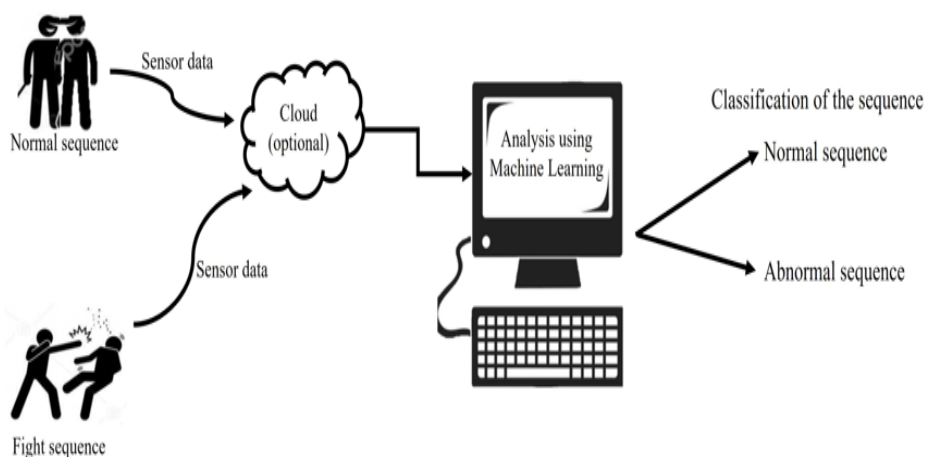 Sensor data
Normal sequence
Cloud
(optional)
Analysis using
Machine Learning
Classification of the sequence
Normal sequence
Abnormal sequence
Sensor data
Fight sequence